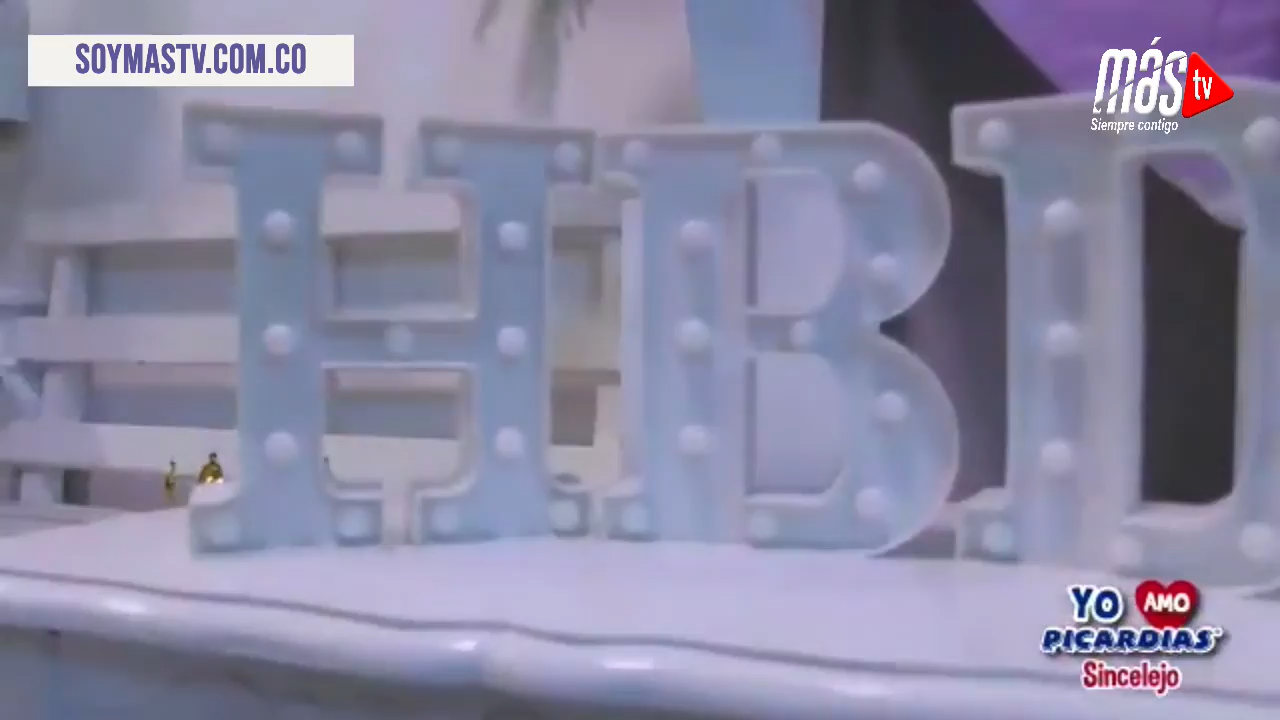 SOYMASTV.COM.CO
más tv
Siempre contigo
HBD
YO AMO
PICARDIAS
Sincelejo